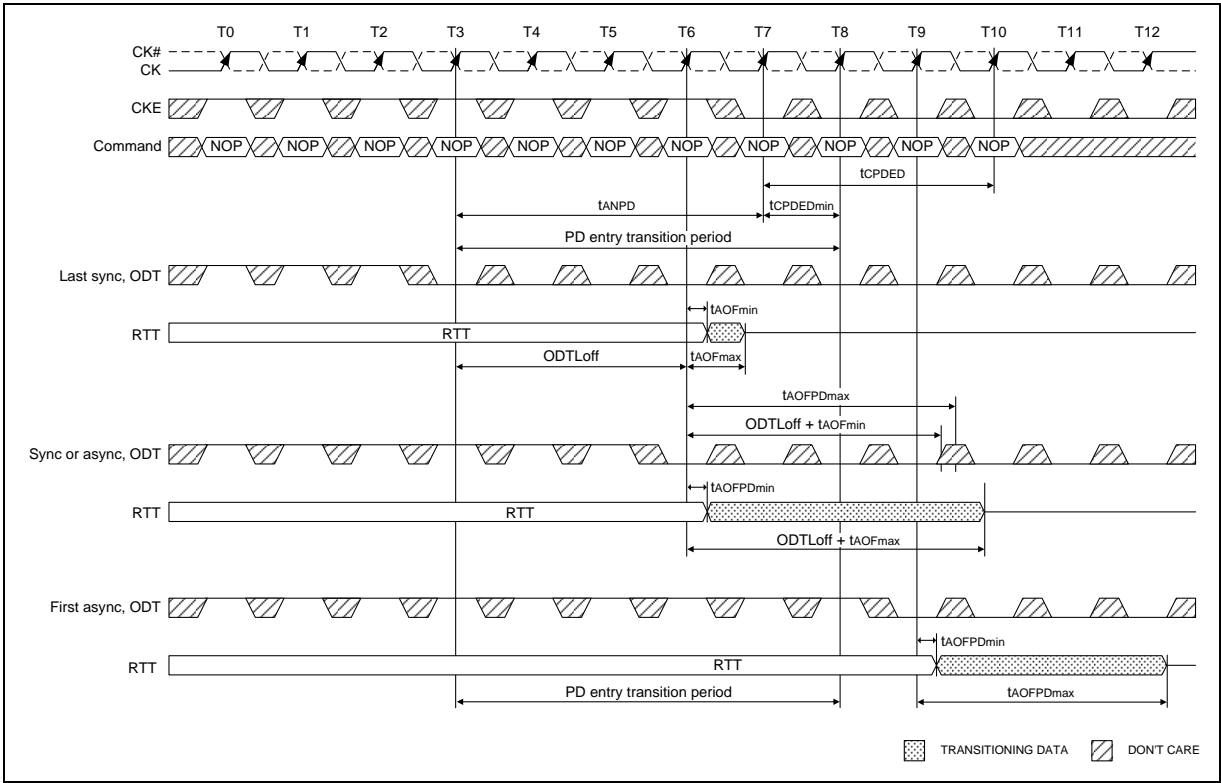 T0 T1 T2 T3 T4 T5 T6 T7 T8 T9 T10 T11 T12
CK#
CK
CKE
Command NOP NOP NOP NOP NOP NOP NOP NOP NOP NOP NOP
tCPDED
tANPD tCPDEDmin
PD entry transition period
Last sync, ODT
tAOFmin
RTT RTT
ODTLoff tAOFmax
tAOFPDmax
ODTLoff + tAOFmin
Sync or async, ODT
tAOFPDmin
RTT RTT
ODTLoff + tAOFmax
First async, ODT
tAOFPDmin
RTT RTT
PD entry transition period tAOFPDmax
TRANSITIONING DATA DON'T CARE